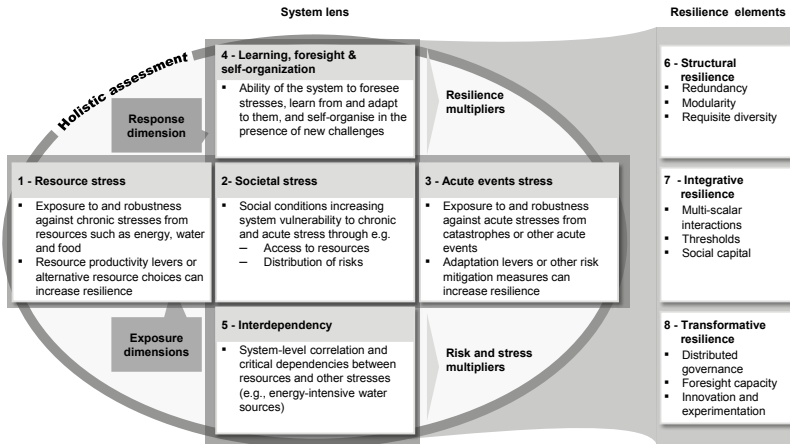 System lens
Resilience elements
Holistic assessment
4 - Learning, foresight &
self-organization
▪ Ability of the system to foresee
stresses, learn from and adapt
to them, and self-organise in the
presence of new challenges
Response
dimension
Resilience
multipliers
1 - Resource stress
▪ Exposure to and robustness
against chronic stresses from
resources such as energy, water
and food
▪ Resource productivity levers or
alternative resource choices can
increase resilience
2- Societal stress
▪ Social conditions increasing
system vulnerability to chronic
and acute stress through e.g.
– Access to resources
– Distribution of risks
3 - Acute events stress
▪ Exposure to and robustness
against acute stresses from
catastrophes or other acute
events
▪ Adaptation levers or other risk
mitigation measures can
increase resilience
Exposure
dimensions
5 - Interdependency
▪ System-level correlation and
critical dependencies between
resources and other stresses
(e.g., energy-intensive water
sources)
Risk and stress
multipliers
6 - Structural
resilience
▪ Redundancy
▪ Modularity
▪ Requisite diversity
7 - Integrative
resilience
▪ Multi-scalar
interactions
▪ Thresholds
▪ Social capital
8 - Transformative
resilience
▪ Distributed
governance
▪ Foresight capacity
▪ Innovation and
experimentation